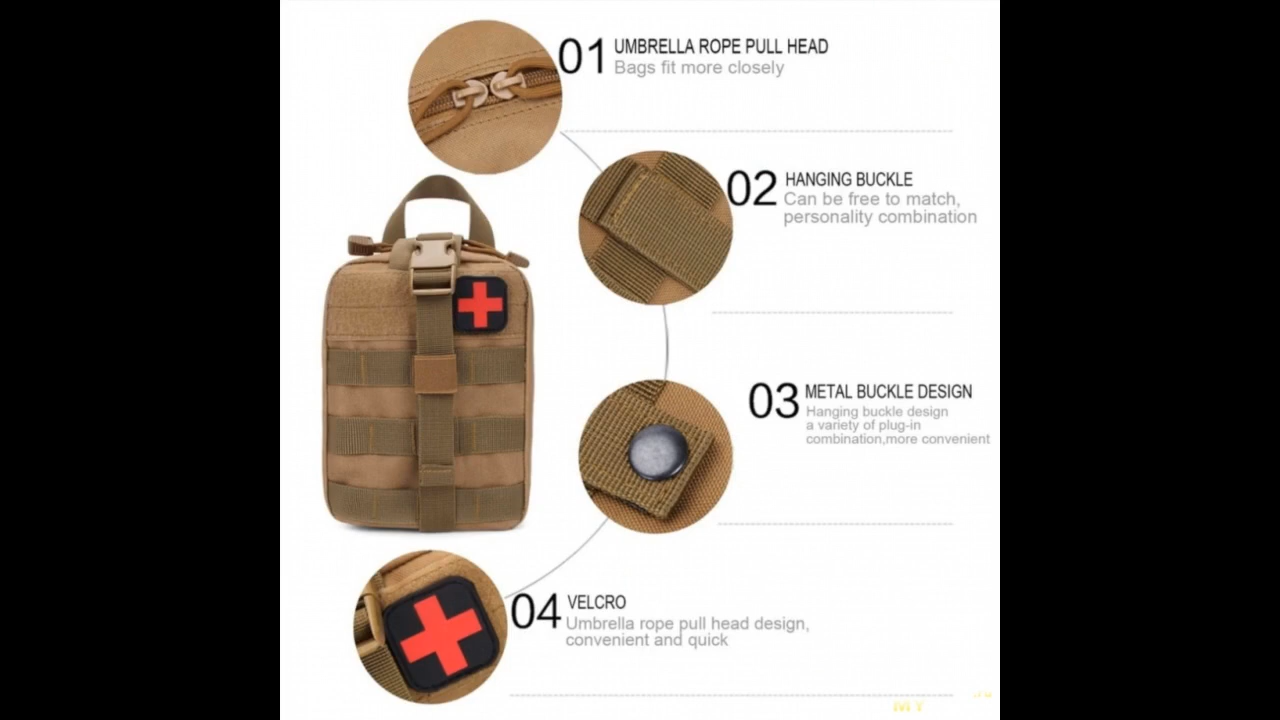 01 UMBRELLA ROPE PULL HEAD
Bags fit more closely
02 HANGING BUCKLE
Can be free to match,
personality combination
03 METAL BUCKLE DESIGN
Hanging buckle design
a variety of plug-in
combination,more convenient
04 VELCRO
Umbrella rope pull head design,
convenient and quick
MY